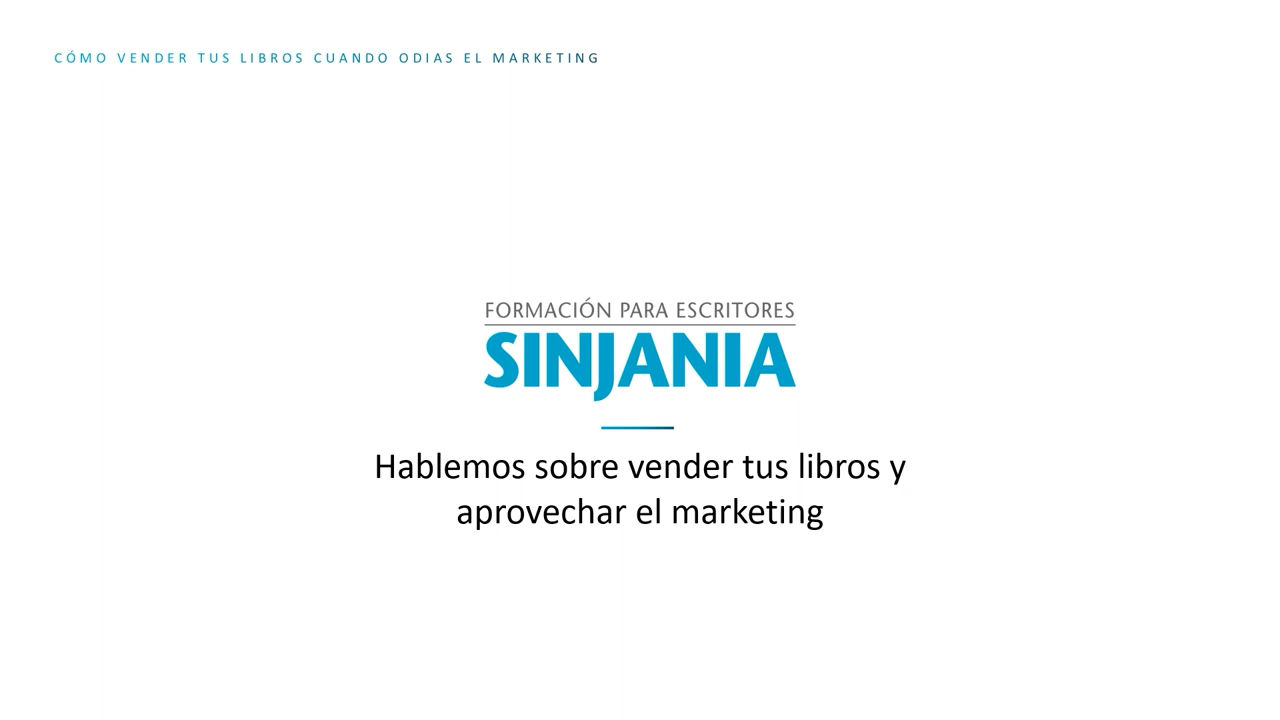 CÓMO VENDER TUS LIBROS CUANDO ODIAS EL MARKETING
FORMACIÓN PARA ESCRITORES
SINJANIA
Hablemos sobre vender tus libros y
aprovechar el marketing